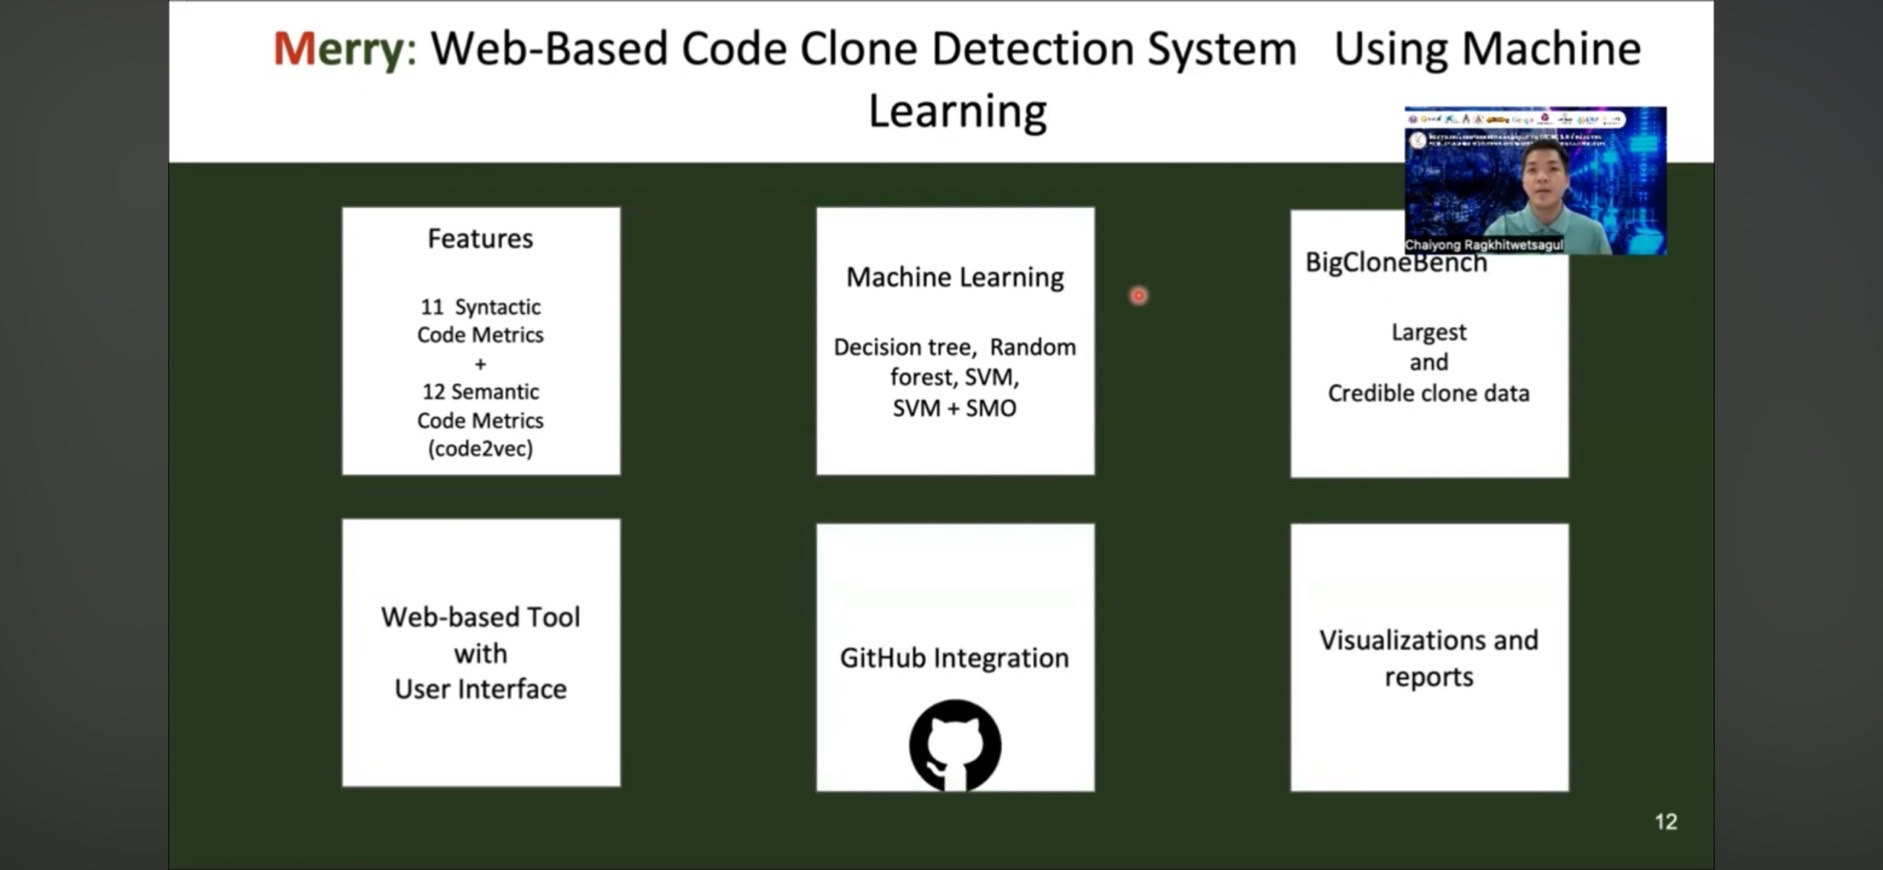 Merry: Web-Based Code Clone Detection System Using Machine
Learning
Chaiyong Ragkhitwetsagul
Features
11 Syntactic
Code Metrics
+
12 Semantic
Code Metrics
(code2vec)
Machine Learning
Decision tree, Random
forest, SVM,
SVM + SMO
BigCloneBench
Largest
and
Credible clone data
Web-based Tool
with
User Interface
GitHub Integration
Visualizations and
reports
12